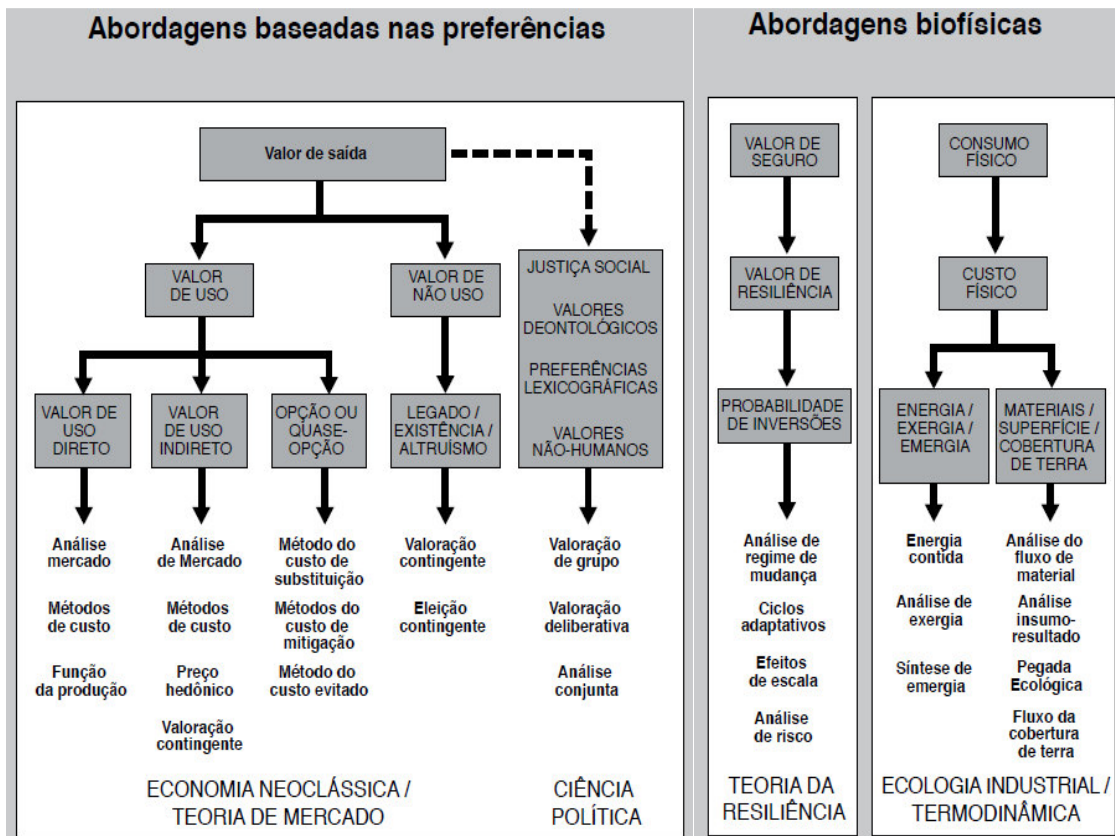 Abordagens baseadas nas preferências
Abordagens biofísicas
Valor de saída
VALOR
DE USO
VALOR DE
NÃO USO
JUSTIÇA SOCIAL
VALORES
DEONTOLÓGICOS
PREFERÊNCIAS
LEXICOGRÁFICAS
VALORES
NÃO-HUMANOS
VALOR DE
USO
DIRETO
VALOR
DE USO
INDIRETO
OPÇÃO OU
QUASE-
OPÇÃO
LEGADO /
EXISTÊNCIA /
ALTRUÍSMO
Análise
mercado
Métodos
de custo
Função
da produção
Análise
de Mercado
Métodos
de custo
Preço
hedônico
Valoração
contingente
Método do
custo de
substituição
Métodos do
custo de
mitigação
Método do
custo evitado
Valoração
contingente
Eleição
contingente
Valoração
de grupo
Valoração
deliberativa
Análise
conjunta
ECONOMIA NEOCLÁSSICA /
TEORIA DE MERCADO
CIÊNCIA
POLÍTICA
VALOR DE
SEGURO
VALOR DE
RESILIÊNCIA
PROBABILIDADE
DE INVERSÕES
Análise de
regime de
mudança
Ciclos
adaptativos
Efeitos
de escala
Análise
de risco
TEORIA DA
RESILIÊNCIA
CONSUMO
FÍSICO
CUSTO
FÍSICO
ENERGIA /
EXERGIA /
EMERGIA
MATERIAIS /
SUPERFÍCIE /
COBERTURA
DE TERRA
Energia
contida
Análise de
exergia
Síntese de
emergia
Análise do
fluxo de
material
Análise
insumo-
resultado
Pegada
Ecológica
Fluxo da
cobertura
de terra
ECOLOGIA INDUSTRIAL /
TERMODINÂMICA